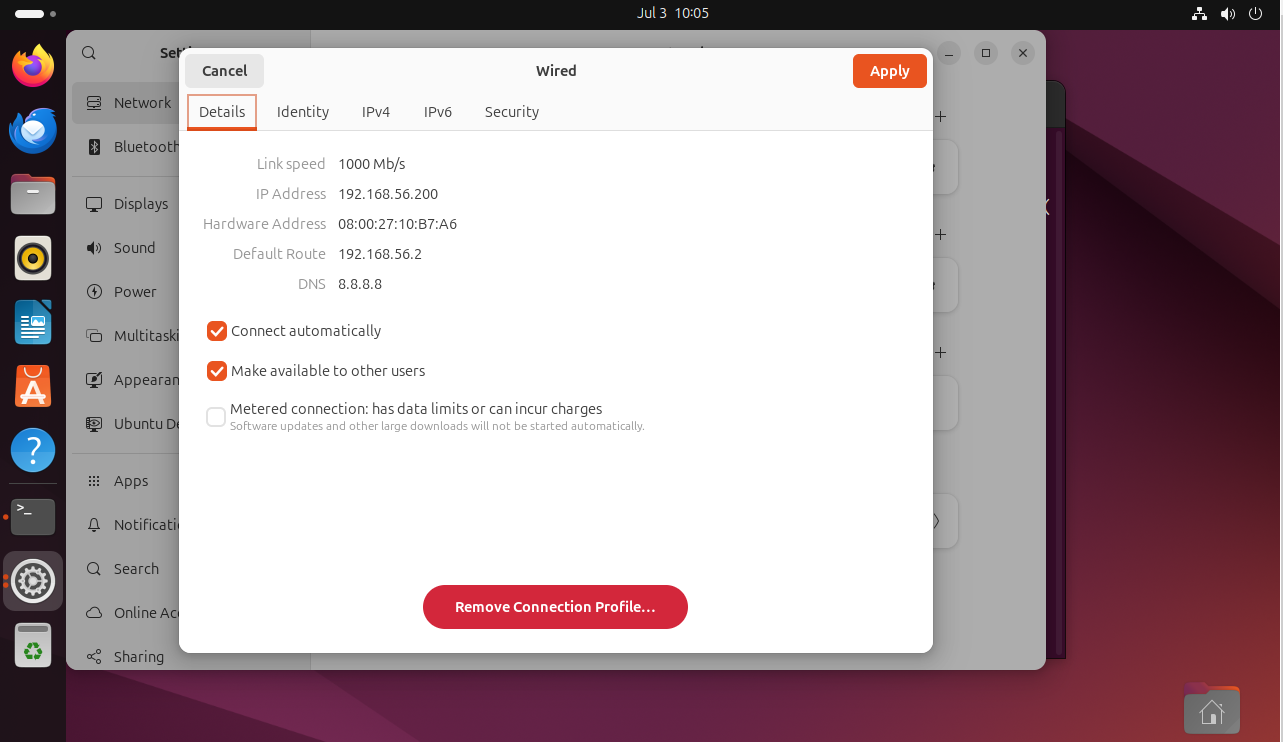 Jul 3 10:05
Cancel
Wired
Apply
Details
Identity
IPv4
IPv6
Security
Link speed 1000 Mb/s
IP Address 192.168.56.200
Hardware Address 08:00:27:10:B7:A6
Default Route 192.168.56.2
DNS 8.8.8.8
Connect automatically
Make available to other users
Metered connection: has data limits or can incur charges
Software updates and other large downloads will not be started automatically.
Remove Connection Profile…
Network
Bluetooth
Displays
Sound
Power
Multitaski
Appearan
Ubuntu De
Apps
Notificatio
Search
Online Acc
Sharing